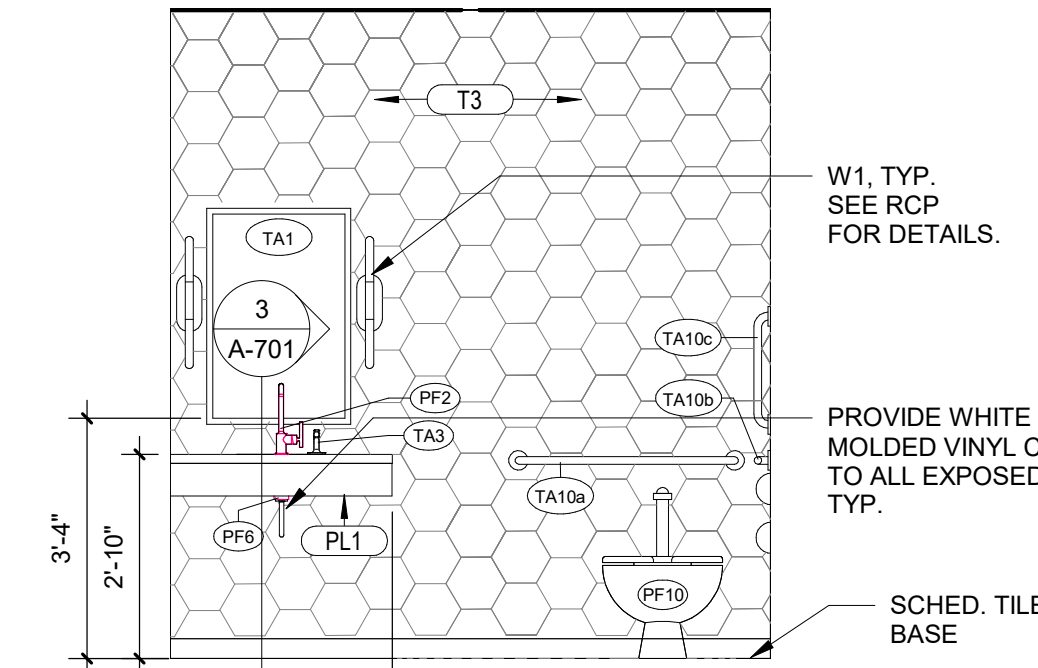 T3
W1, TYP.
SEE RCP
FOR DETAILS.
TA1
3
A-701
TA10c
PF2
TA10b
TA3
PROVIDE WHITE
MOLDED VINYL
TO ALL EXPOSED
TYP.
TA10a
3'-4"
2'-10"
PF6
PL1
PF10
SCHED. TILE
BASE